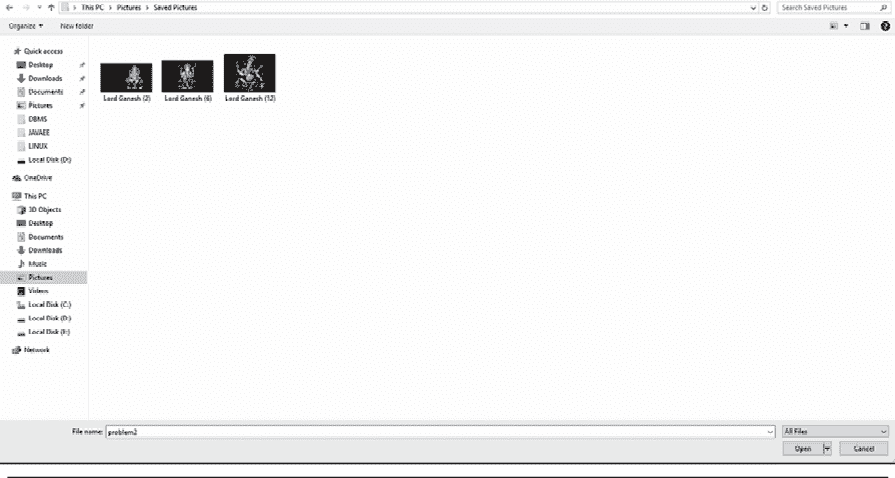 This PC > Pictures > Saved Pictures
Search Saved Pictures
Organize
New folder
Quick access
Desktop
Downloads
Documents
Pictures
DBMS
JAVAEE
LINUX
Local Disk (D:)
OneDrive
This PC
3D Objects
Desktop
Documents
Downloads
Music
Pictures
Videos
Local Disk (C:)
Local Disk (D:)
Local Disk (E:)
Network
Lord Ganesh (2)
Lord Ganesh (6)
Lord Ganesh (12)
File name: problem2
All Files
Open
Cancel